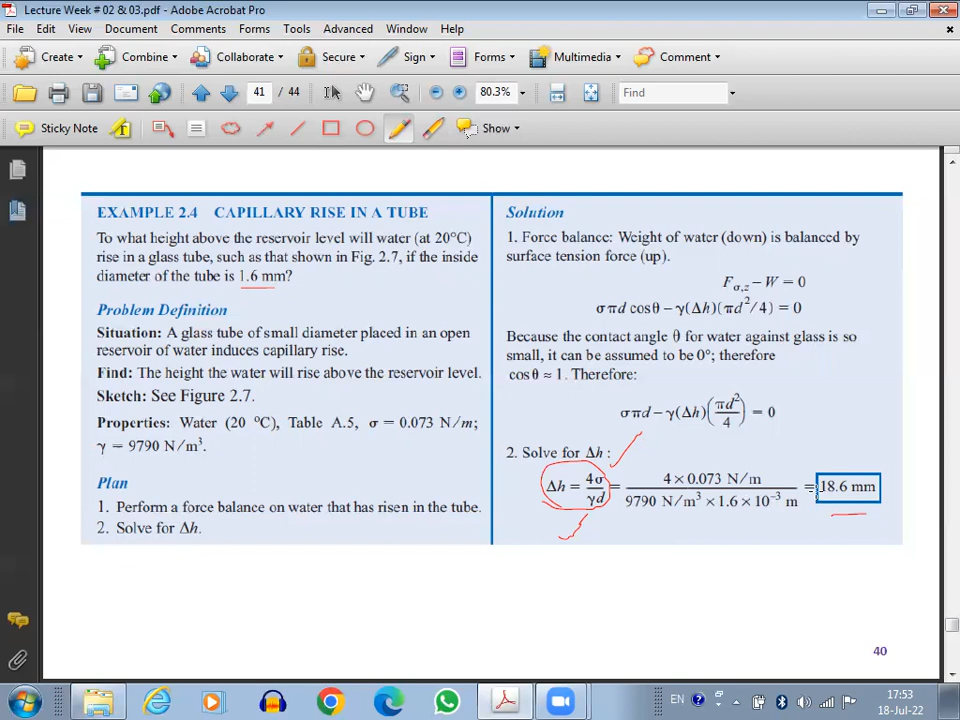 Lecture Week # 02 & 03.pdf - Adobe Acrobat Pro
File Edit View Document Comments Forms Tools Advanced Window Help
Create Combine Collaborate Secure Sign Forms Multimedia Comment
41 / 44 80.3% Find
Sticky Note Show
EXAMPLE 2.4 CAPILLARY RISE IN A TUBE
To what height above the reservoir level will water (at 20°C)
rise in a glass tube, such as that shown in Fig. 2.7, if the inside
diameter of the tube is 1.6 mm?
Problem Definition
Situation: A glass tube of small diameter placed in an open
reservoir of water induces capillary rise.
Find: The height the water will rise above the reservoir level.
Sketch: See Figure 2.7.
Properties: Water (20 °C), Table A.5, σ = 0.073 N/m;
γ = 9790 N/m³.
Plan
1. Perform a force balance on water that has risen in the tube.
2. Solve for Δh.
Solution
1. Force balance: Weight of water (down) is balanced by
surface tension force (up).
Fσ,z − W = 0
σπd cosθ − γ(Δh)(πd²/4) = 0
Because the contact angle θ for water against glass is so
small, it can be assumed to be 0°; therefore
cos θ ≈ 1. Therefore:
σπd − γ(Δh)(πd²/4) = 0
2. Solve for Δh :
Δh = 4σ/γd = 4 × 0.073 N/m / 9790 N/m³ × 1.6 × 10⁻³ m = 18.6 mm
40
EN 17:53
18-Jul-22